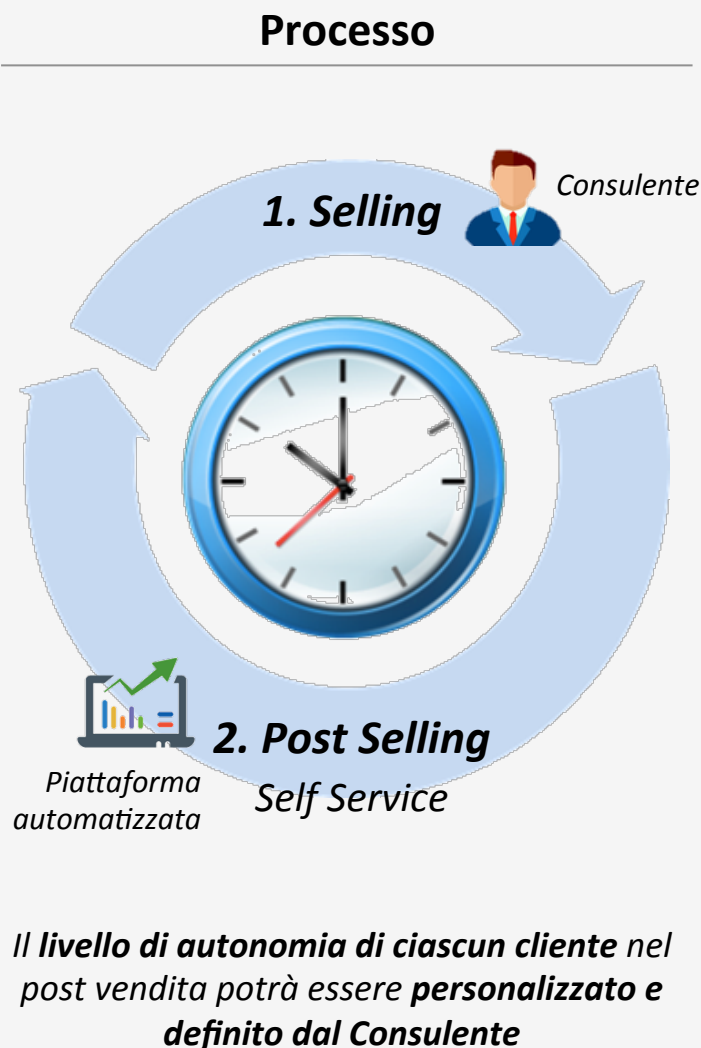 Processo
1. Selling
Consulente
2. Post Selling
Self Service
Piattaforma
automatizzata
Il livello di autonomia di ciascun cliente nel
post vendita potrà essere personalizzato e
definito dal Consulente